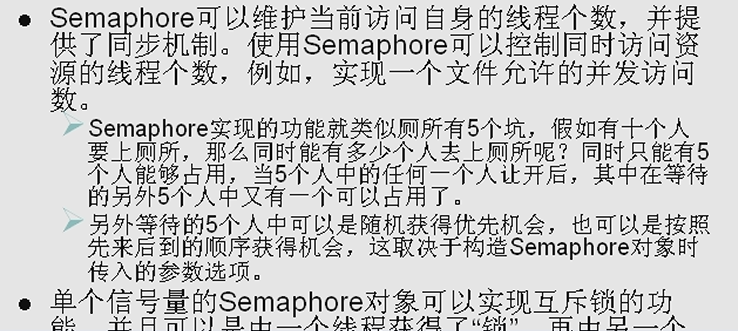 Semaphore可以维护当前访问自身的线程个数，并提
供了同步机制。使用Semaphore可以控制同时访问资
源的线程个数，例如，实现一个文件允许的并发访问
数。
Semaphore实现的功能就类似厕所有5个坑，假如有十个人
要上厕所，那么同时能有多少个人去上厕所呢？同时只能有5
个人能够占用，当5个人中的任何一个人让开后，其中在等待
的另外5个人中又有一个可以占用了。
另外等待的5个人中可以是随机获得优先机会，也可以是按照
先来后到的顺序获得机会，这取决于构造Semaphore对象时
传入的参数选项。
单个信号量的Semaphore对象可以实现互斥锁的功
能，并且可以是由一个线程获得了“锁”，再由另一个